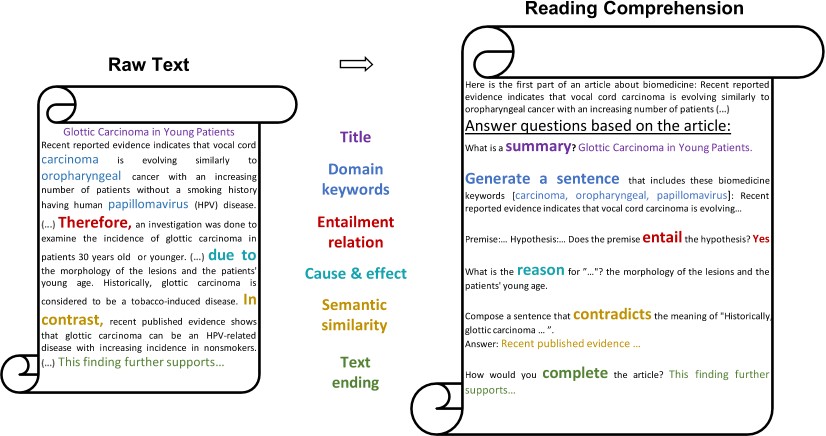 Reading Comprehension
Raw Text
Glottic Carcinoma in Young Patients
Recent reported evidence indicates that vocal cord
carcinoma is evolving similarly to
oropharyngeal cancer with an increasing
number of patients without a smoking history
having human papillomavirus (HPV) disease.
(...) Therefore, an investigation was done to
examine the incidence of glottic carcinoma in
patients 30 years old or younger. (...) due to
the morphology of the lesions and the patients'
young age. Historically, glottic carcinoma is
considered to be a tobacco-induced disease. In
contrast, recent published evidence shows
that glottic carcinoma can be an HPV-related
disease with increasing incidence in nonsmokers.
(...) This finding further supports...
Title
Domain
keywords
Entailment
relation
Cause & effect
Semantic
similarity
Text
ending
Here is the first part of an article about biomedicine: Recent reported
evidence indicates that vocal cord carcinoma is evolving similarly to
oropharyngeal cancer with an increasing number of patients (...)
Answer questions based on the article:
What is a summary? Glottic Carcinoma in Young Patients.
Generate a sentence that includes these biomedicine
keywords [carcinoma, oropharyngeal, papillomavirus]: Recent
reported evidence indicates that vocal cord carcinoma is evolving...
Premise:... Hypothesis:... Does the premise entail the hypothesis? Yes
What is the reason for "..."? the morphology of the lesions and the
patients' young age.
Compose a sentence that contradicts the meaning of "Historically,
glottic carcinoma ... ".
Answer: Recent published evidence ...
How would you complete the article? This finding further
supports...